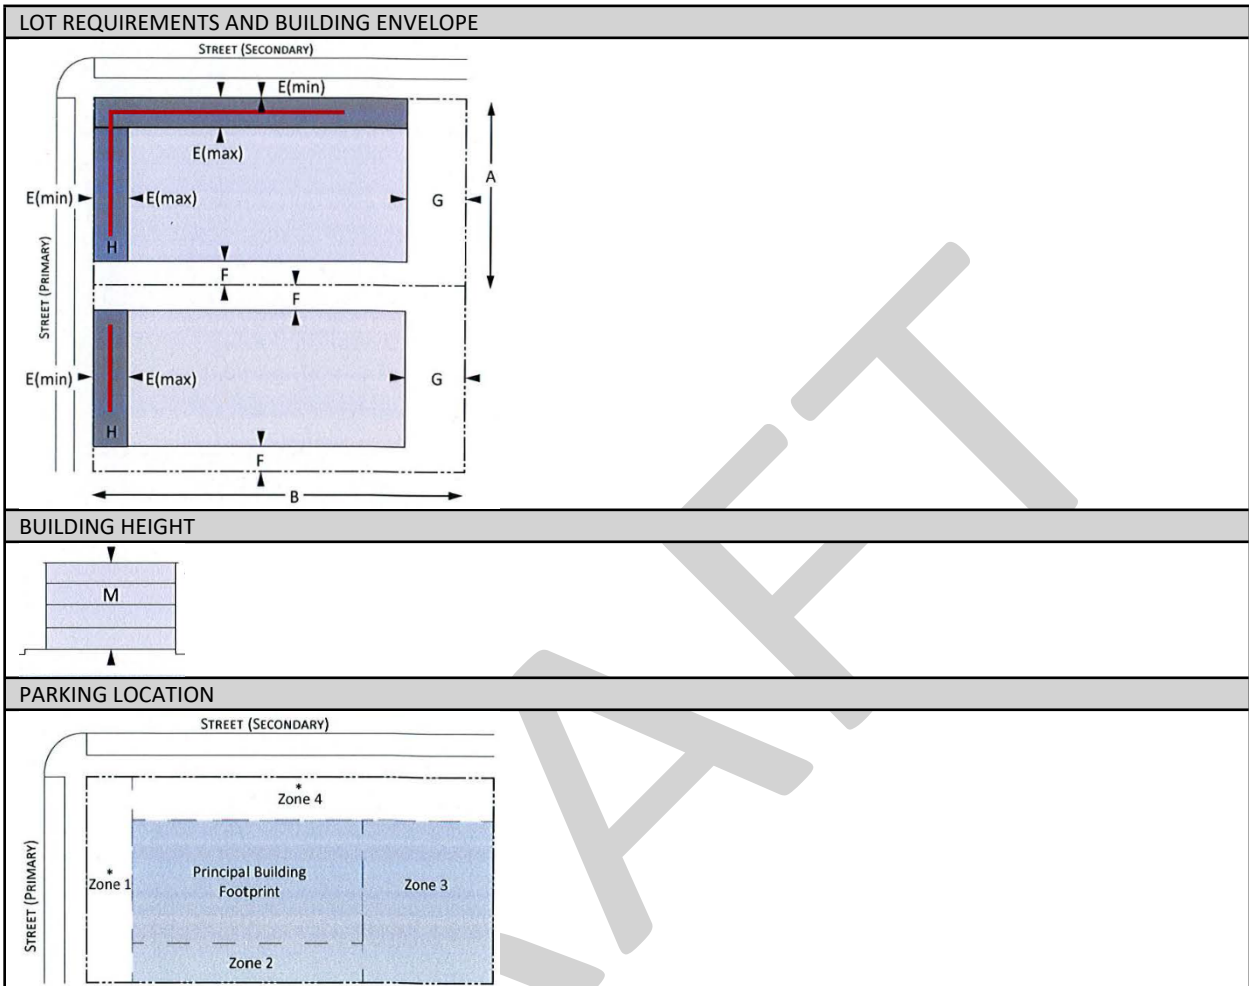 LOT REQUIREMENTS AND BUILDING ENVELOPE
STREET (SECONDARY)
E(min)
E(max)
A
E(min) E(max) G
H
F
STREET (PRIMARY)
F
E(min) E(max) G
H
F
B
BUILDING HEIGHT
M
PARKING LOCATION
STREET (SECONDARY)
*
Zone 4
STREET (PRIMARY)
*
Zone 1
Principal Building
Footprint
Zone 3
Zone 2
DRAFT